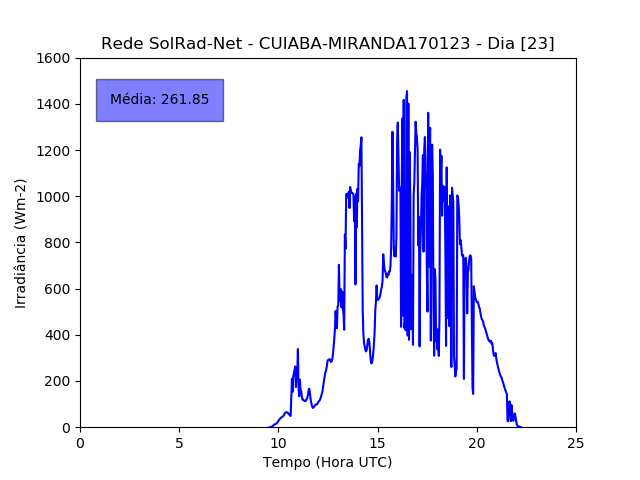 Rede SolRad-Net - CUIABA-MIRANDA170123 - Dia [23]
1600
1400
1200
1000
800
600
400
200
0
Média: 261.85
Irradiância (Wm-2)
0 5 10 15 20 25
Tempo (Hora UTC)